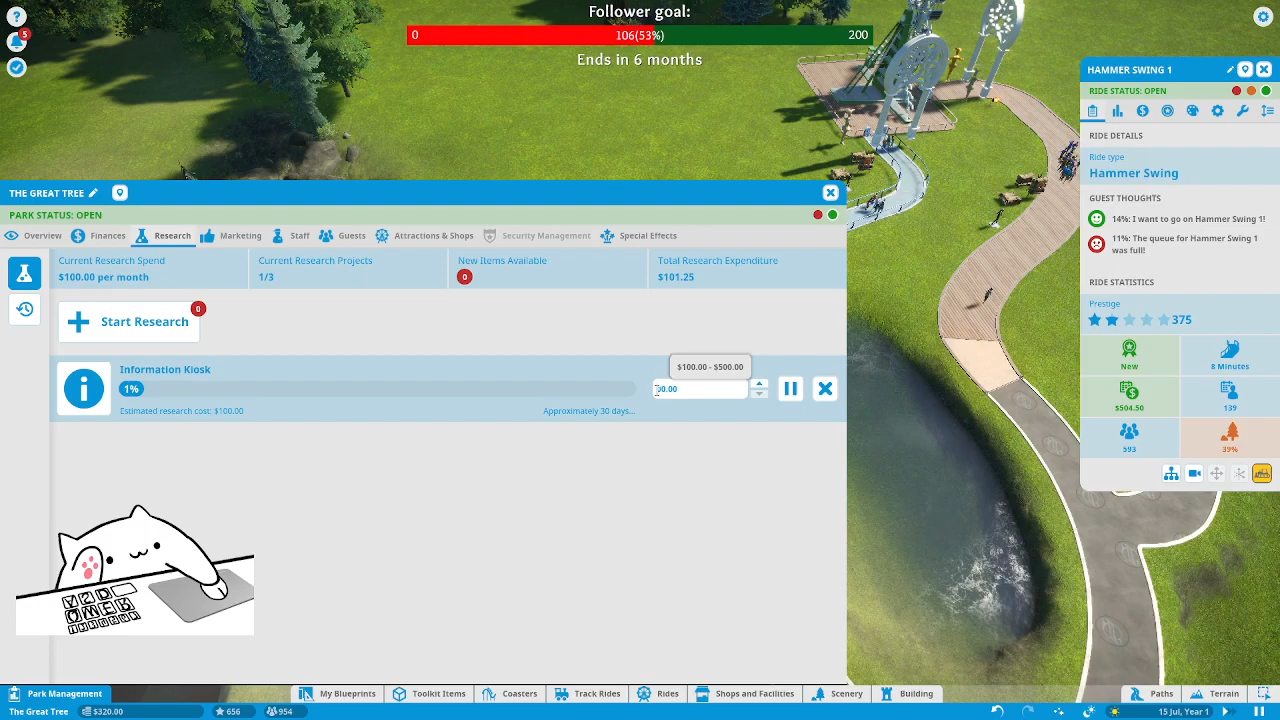 Follower goal:
0 106(53%) 200
Ends in 6 months
?
5
HAMMER SWING 1
RIDE STATUS: OPEN
RIDE DETAILS
Ride type
Hammer Swing
GUEST THOUGHTS
14%: I want to go on Hammer Swing 1!
11%: The queue for Hammer Swing 1
was full!
RIDE STATISTICS
Prestige
375
New
8 Minutes
$504.50
139
593
39%
THE GREAT TREE
PARK STATUS: OPEN
Overview Finances Research Marketing Staff Guests Attractions & Shops Security Management Special Effects
Current Research Spend
$100.00 per month
Current Research Projects
1/3
New Items Available
0
Total Research Expenditure
$101.25
Start Research
0
Information Kiosk
1%
Estimated research cost: $100.00
Approximately 30 days...
$100.00 - $500.00
00.00
Park Management My Blueprints Toolkit Items Coasters Track Rides Rides Shops and Facilities Scenery Building Paths Terrain
The Great Tree $320.00 656 954 15 Jul, Year 1